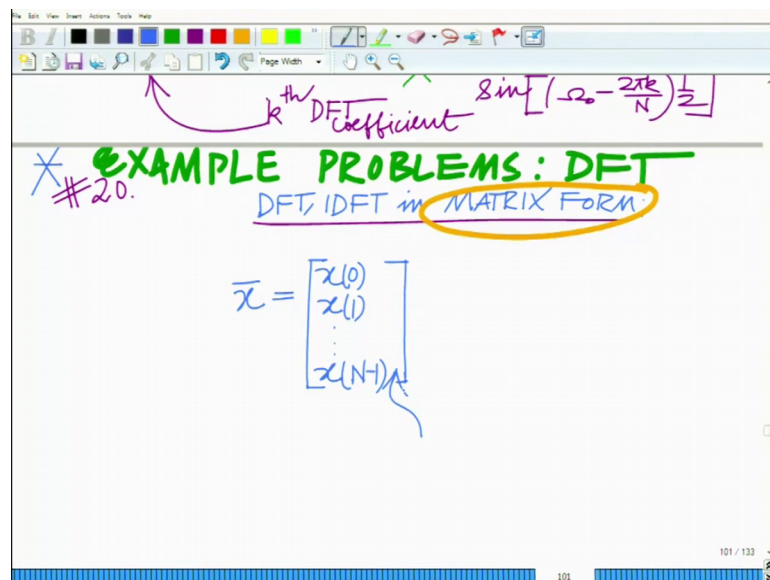 File Edit View Insert Actions Tools Help
B I
Page Width
kth DFT coefficient
Sin[(Ω₀ - 2πk/N) 1/2]
EXAMPLE PROBLEMS: DFT
#20.
DFT, IDFT in MATRIX FORM.
x̄ = [x(0)
x(1)
⋮
x(N-1)]
101 / 133
101